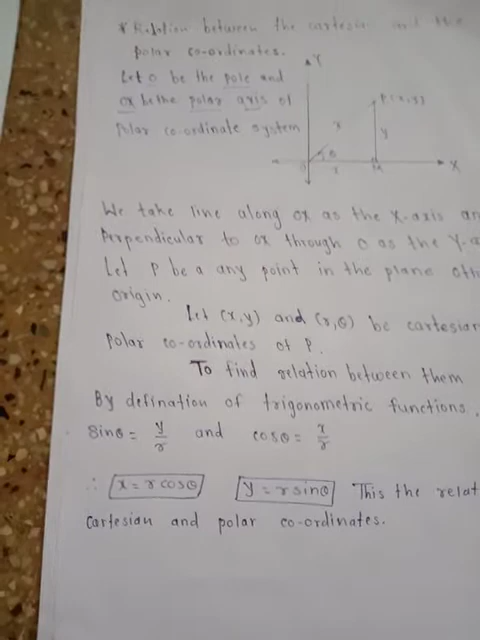 * Relation between the cartesian and the
polar co-ordinates.
Let O be the pole and
ox be the polar axis of
Polar co-ordinate system
Y
P(x,y)
r
y
θ
O
x
M
X
We take line along ox as the X-axis an
Perpendicular to ox through O as the Y-a
Let P be a any point in the plane oth
origin.
Let (x,y) and (r,θ) be cartesian
Polar co-ordinates of P.
To find relation between them
By defination of trigonometric functions.
sinθ = y/r and cosθ = x/r
∴ x = r cosθ y = r sinθ This the relat
Cartesian and polar co-ordinates.